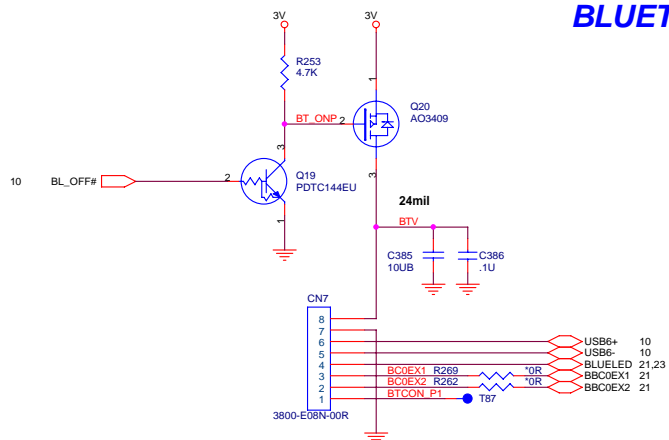 BLUET
3V
3V
R253
4.7K
1
Q20
AO3409
BT_ONP
2
3
3
10
BL_OFF#
2
Q19
PDTC144EU
1
24mil
BTV
C385
10UB
C386
.1U
CN7
8
7
6
USB6+
10
5
USB6-
10
4
BLUELED
21,23
3
BC0EX1
R269
*0R
BBC0EX1
21
2
BC0EX2
R262
*0R
BBC0EX2
21
1
BTCON_P1
T87
3800-E08N-00R